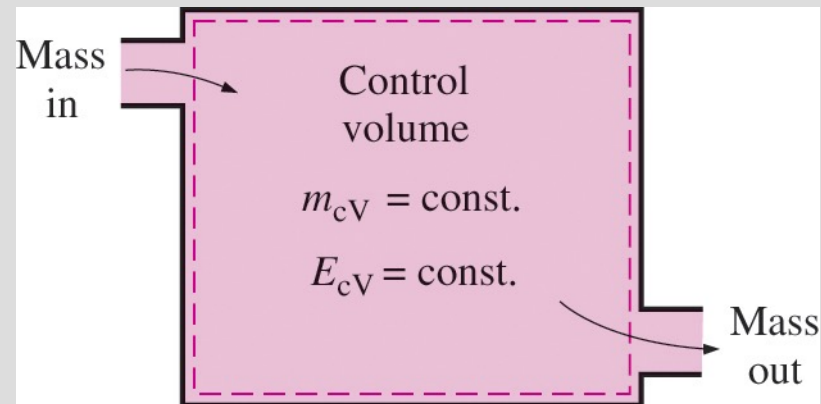 Mass
in
Control
volume
m_cV = const.
E_cV = const.
Mass
out